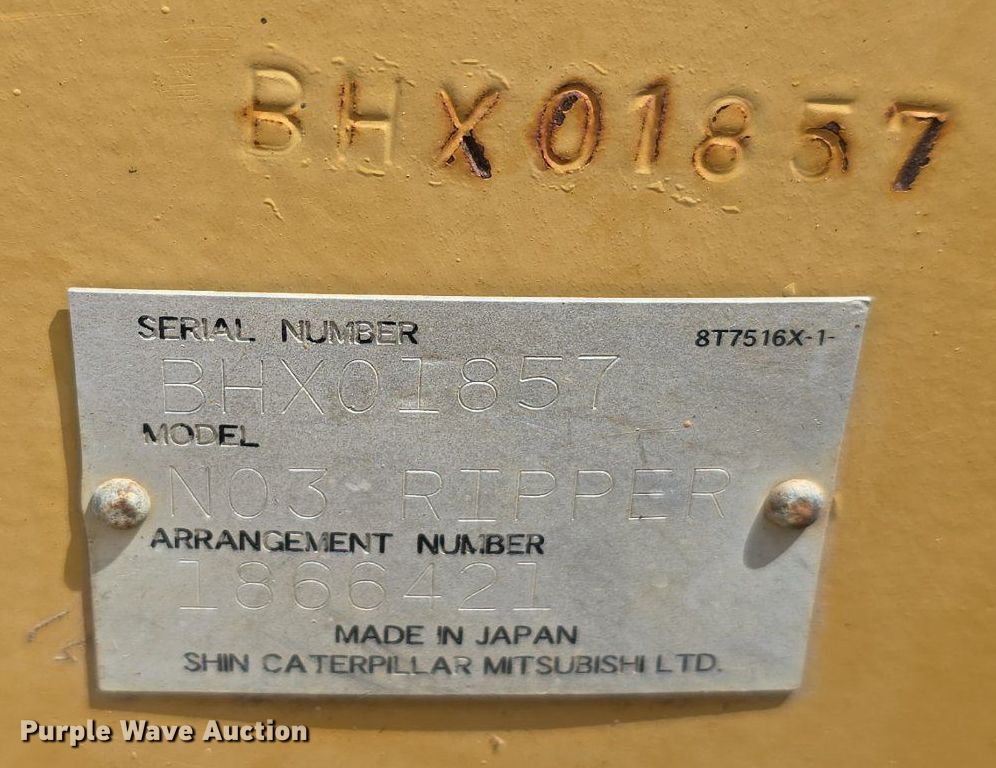 BHX01857
SERIAL NUMBER 8T7516X-1-
BHX01857
MODEL
NO3 RIPPER
ARRANGEMENT NUMBER
1866421
MADE IN JAPAN
SHIN CATERPILLAR MITSUBISHI LTD.
Purple Wave Auction